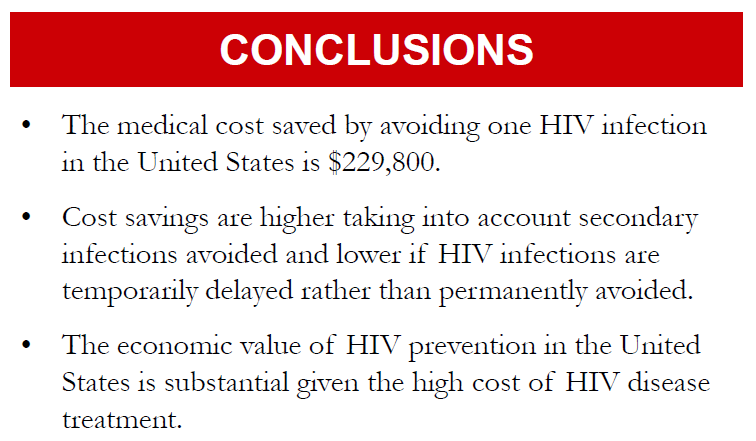 CONCLUSIONS
• The medical cost saved by avoiding one HIV infection
in the United States is $229,800.
• Cost savings are higher taking into account secondary
infections avoided and lower if HIV infections are
temporarily delayed rather than permanently avoided.
• The economic value of HIV prevention in the United
States is substantial given the high cost of HIV disease
treatment.